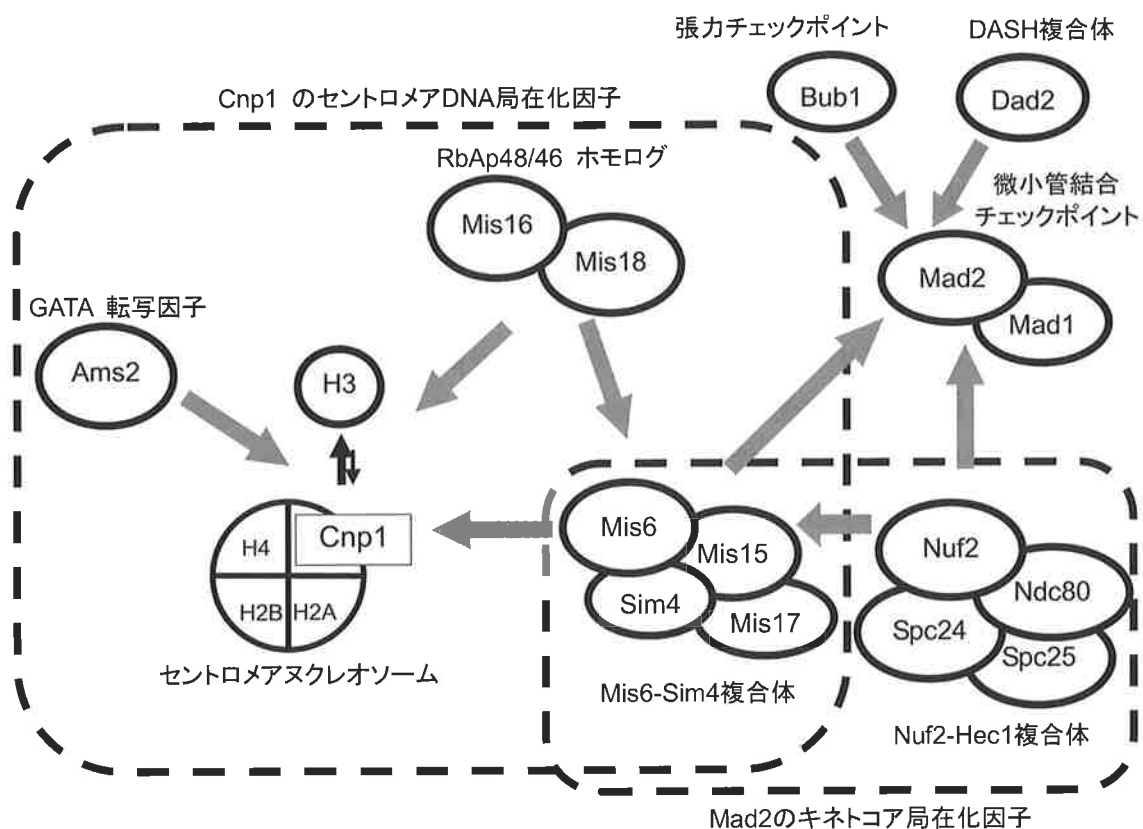 張力チェックポイント
DASH複合体
Bub1
Dad2
Cnp1 のセントロメアDNA局在化因子
RbAp48/46 ホモログ
微小管結合
チェックポイント
Mis16
Mis18
Mad2
Mad1
GATA 転写因子
Ams2
H3
Cnp1
H4
H2B
H2A
セントロメアヌクレオソーム
Mis6
Mis15
Sim4
Mis17
Mis6-Sim4複合体
Nuf2
Ndc80
Spc24
Spc25
Nuf2-Hec1複合体
Mad2のキネトコア局在化因子